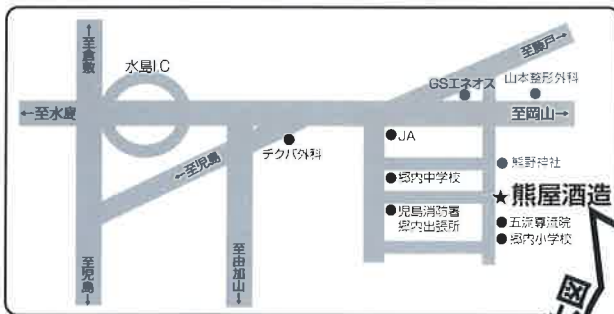 ↑至倉敷
水島I.C
至勝戸→
GSエネオス
山本整形外科
←至水島
至岡山→
JA
チクバ外科
←至児島
熊野神社
郷内中学校
★熊屋酒造
児島消防署
郷内出張所
五流尊流院
郷内小学校
至児島↓
至由加山↓
図